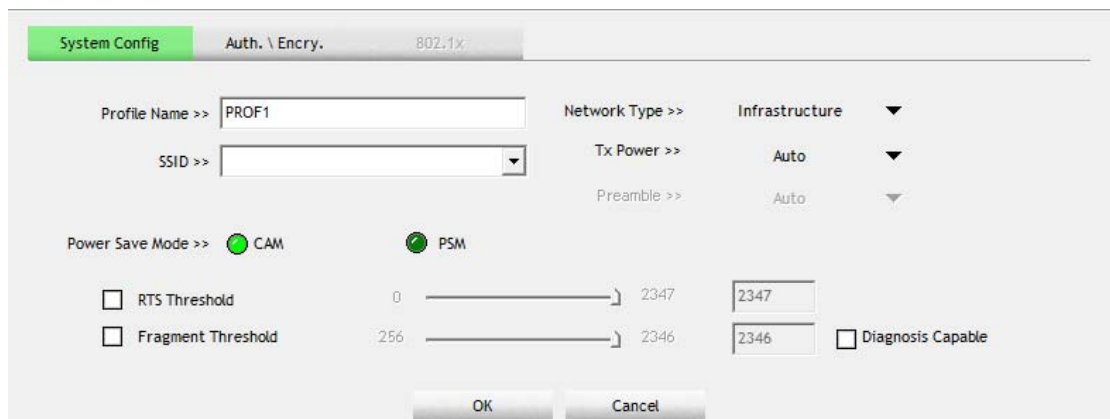 System Config Auth. \ Encry. 802.1x
Profile Name >> PROF1 Network Type >> Infrastructure
SSID >> Tx Power >> Auto
Preamble >> Auto
Power Save Mode >> CAM PSM
RTS Threshold 0 2347 2347
Fragment Threshold 256 2346 2346 Diagnosis Capable
OK Cancel